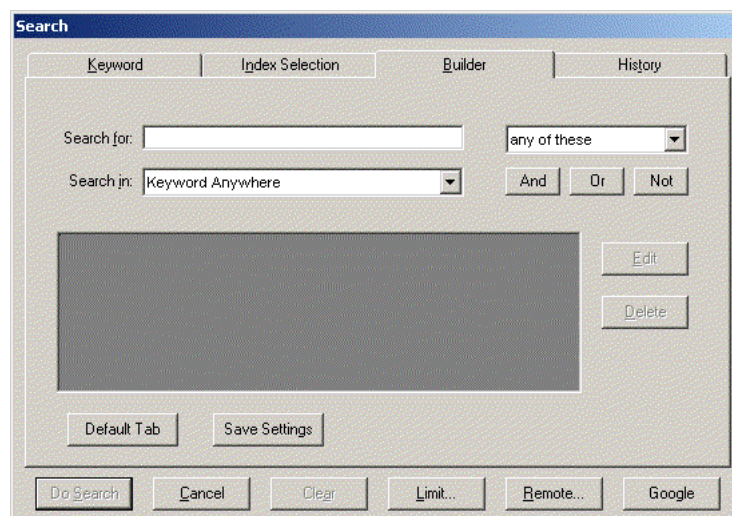 Search
Keyword Index Selection Builder History
Search for: any of these
Search in: Keyword Anywhere And Or Not
Edit
Delete
Default Tab Save Settings
Do Search Cancel Clear Limit... Remote... Google